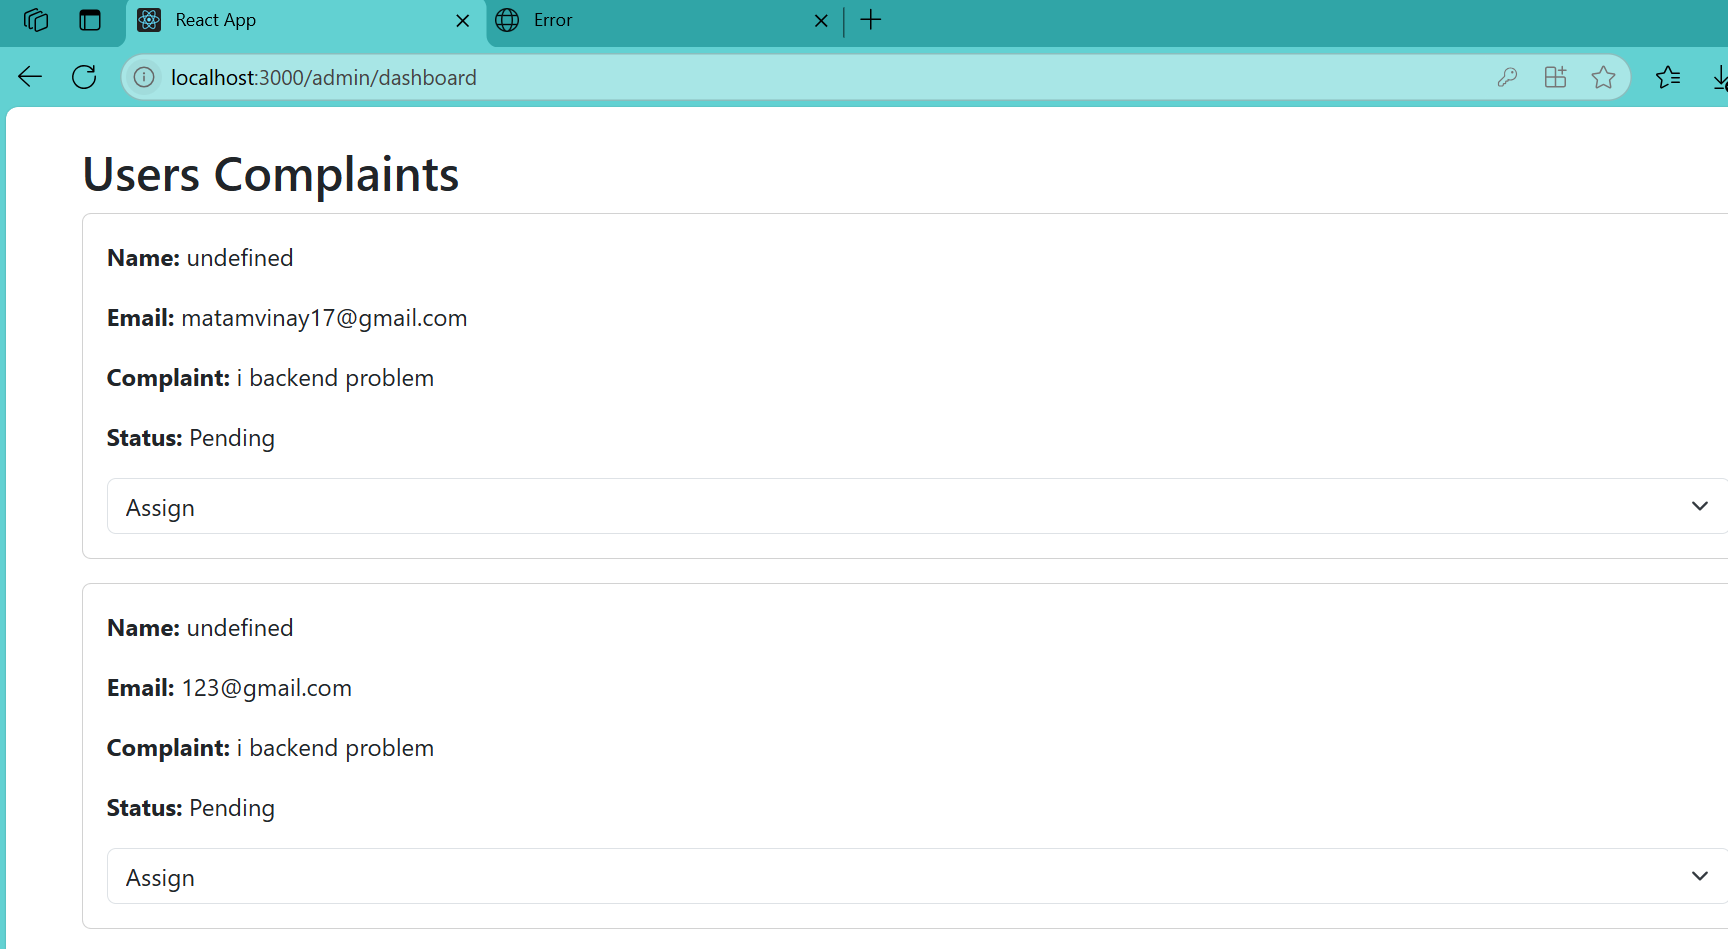 React App
Error
localhost:3000/admin/dashboard
Users Complaints
Name: undefined
Email: matamvinay17@gmail.com
Complaint: i backend problem
Status: Pending
Assign
Name: undefined
Email: 123@gmail.com
Complaint: i backend problem
Status: Pending
Assign